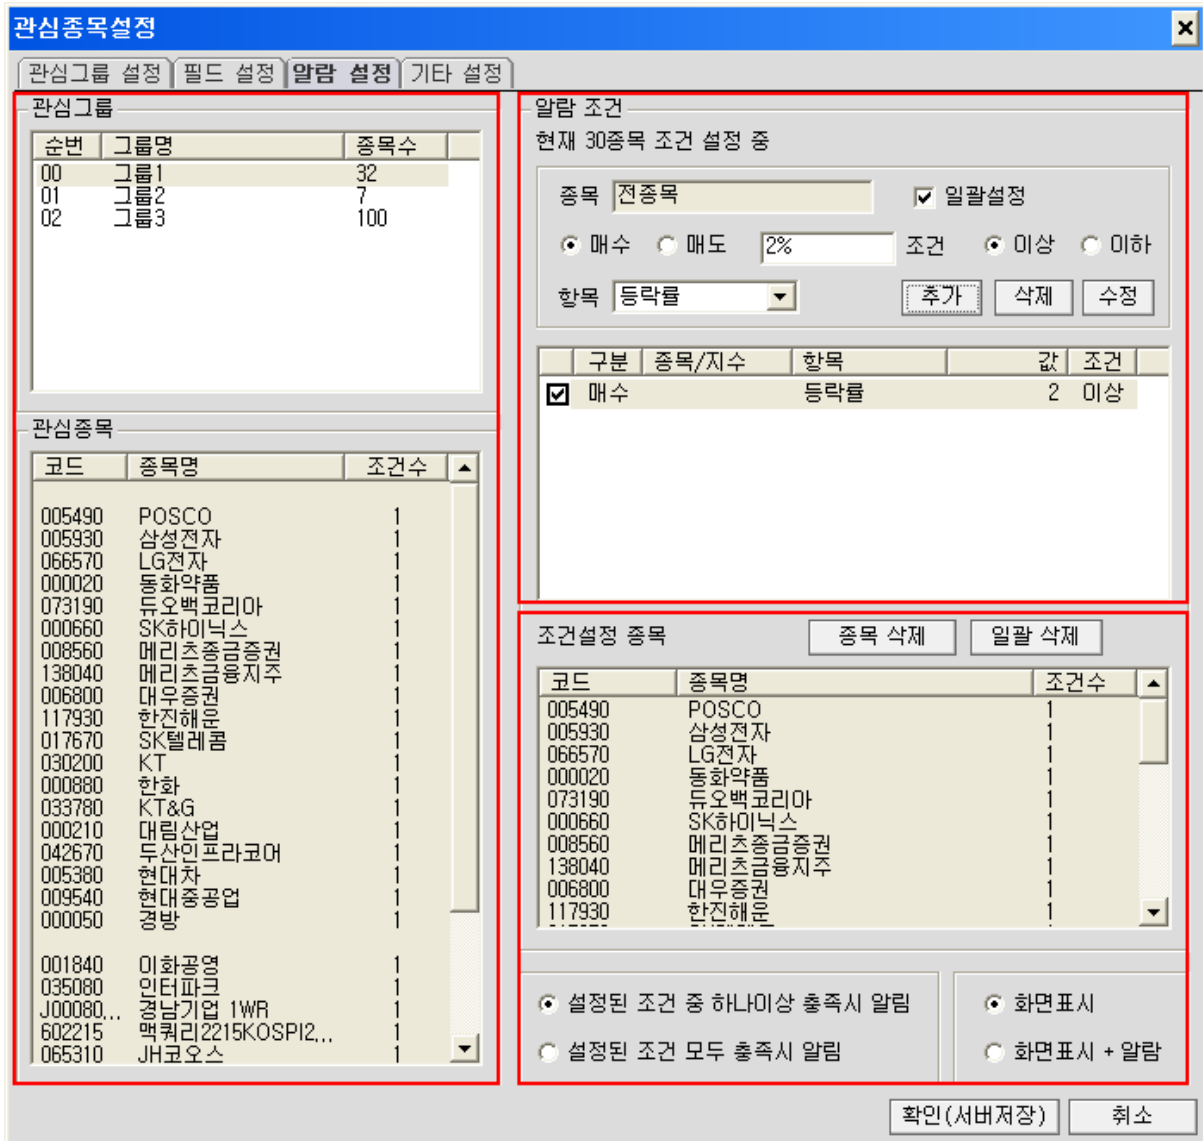 관심종목설정
관심그룹 설정 필드 설정 알람 설정 기타 설정
관심그룹
순번 그룹명 종목수
00 그룹1 32
01 그룹2 7
02 그룹3 100
관심종목
코드 종목명 조건수
005490 POSCO 1
005930 삼성전자 1
066570 LG전자 1
000020 동화약품 1
073190 듀오백코리아 1
000660 SK하이닉스 1
008560 메리츠종금증권 1
138040 메리츠금융지주 1
006800 대우증권 1
117930 한진해운 1
017670 SK텔레콤 1
030200 KT 1
000880 한화 1
033780 KT&G 1
000210 대림산업 1
042670 두산인프라코어 1
005380 현대차 1
009540 현대중공업 1
000050 경방 1
001840 이화공영 1
035080 인터파크 1
J00080... 경남기업 1WR 1
602215 맥쿼리2215KOSPI2... 1
065310 JH코오스 1
알람 조건
현재 30종목 조건 설정 중
종목 전종목 일괄설정
매수 매도 2% 조건 이상 이하
항목 등락률 추가 삭제 수정
구분 종목/지수 항목 값 조건
매수 등락률 2 이상
조건설정 종목 종목 삭제 일괄 삭제
코드 종목명 조건수
005490 POSCO 1
005930 삼성전자 1
066570 LG전자 1
000020 동화약품 1
073190 듀오백코리아 1
000660 SK하이닉스 1
008560 메리츠종금증권 1
138040 메리츠금융지주 1
006800 대우증권 1
117930 한진해운 1
설정된 조건 중 하나이상 충족시 알림
설정된 조건 모두 충족시 알림
화면표시
화면표시 + 알람
확인(서버저장) 취소